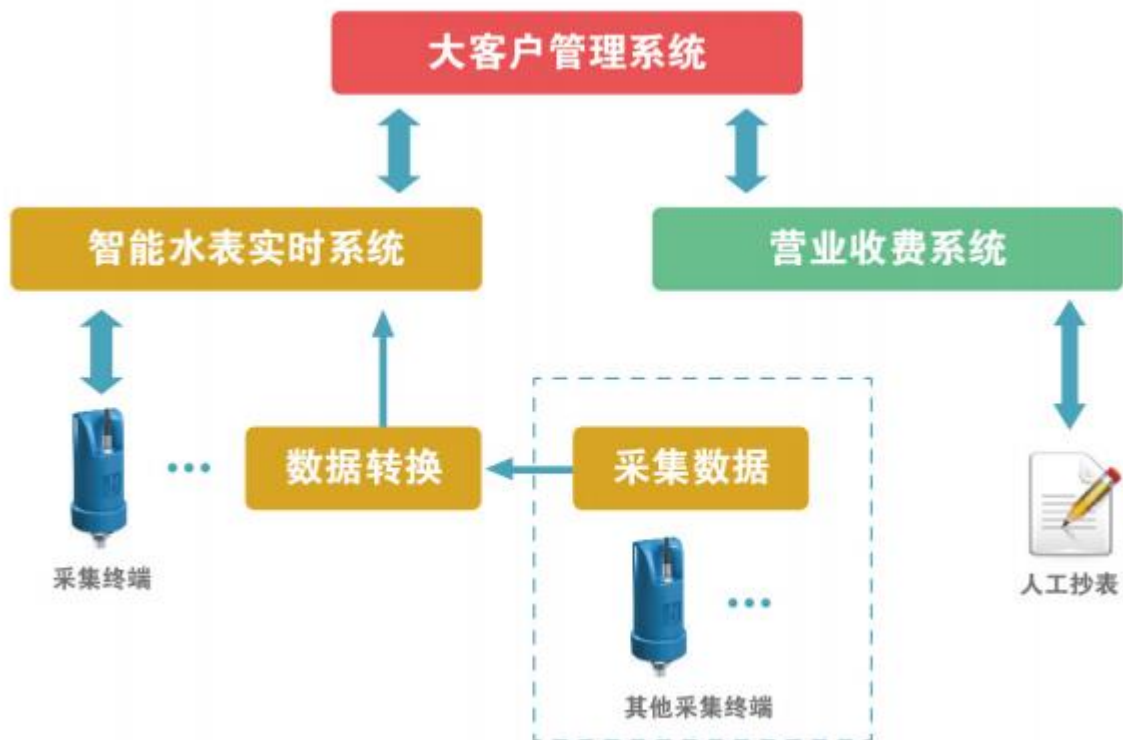 大客户管理系统
智能水表实时系统
营业收费系统
数据转换
采集数据
采集终端
人工抄表
其他采集终端